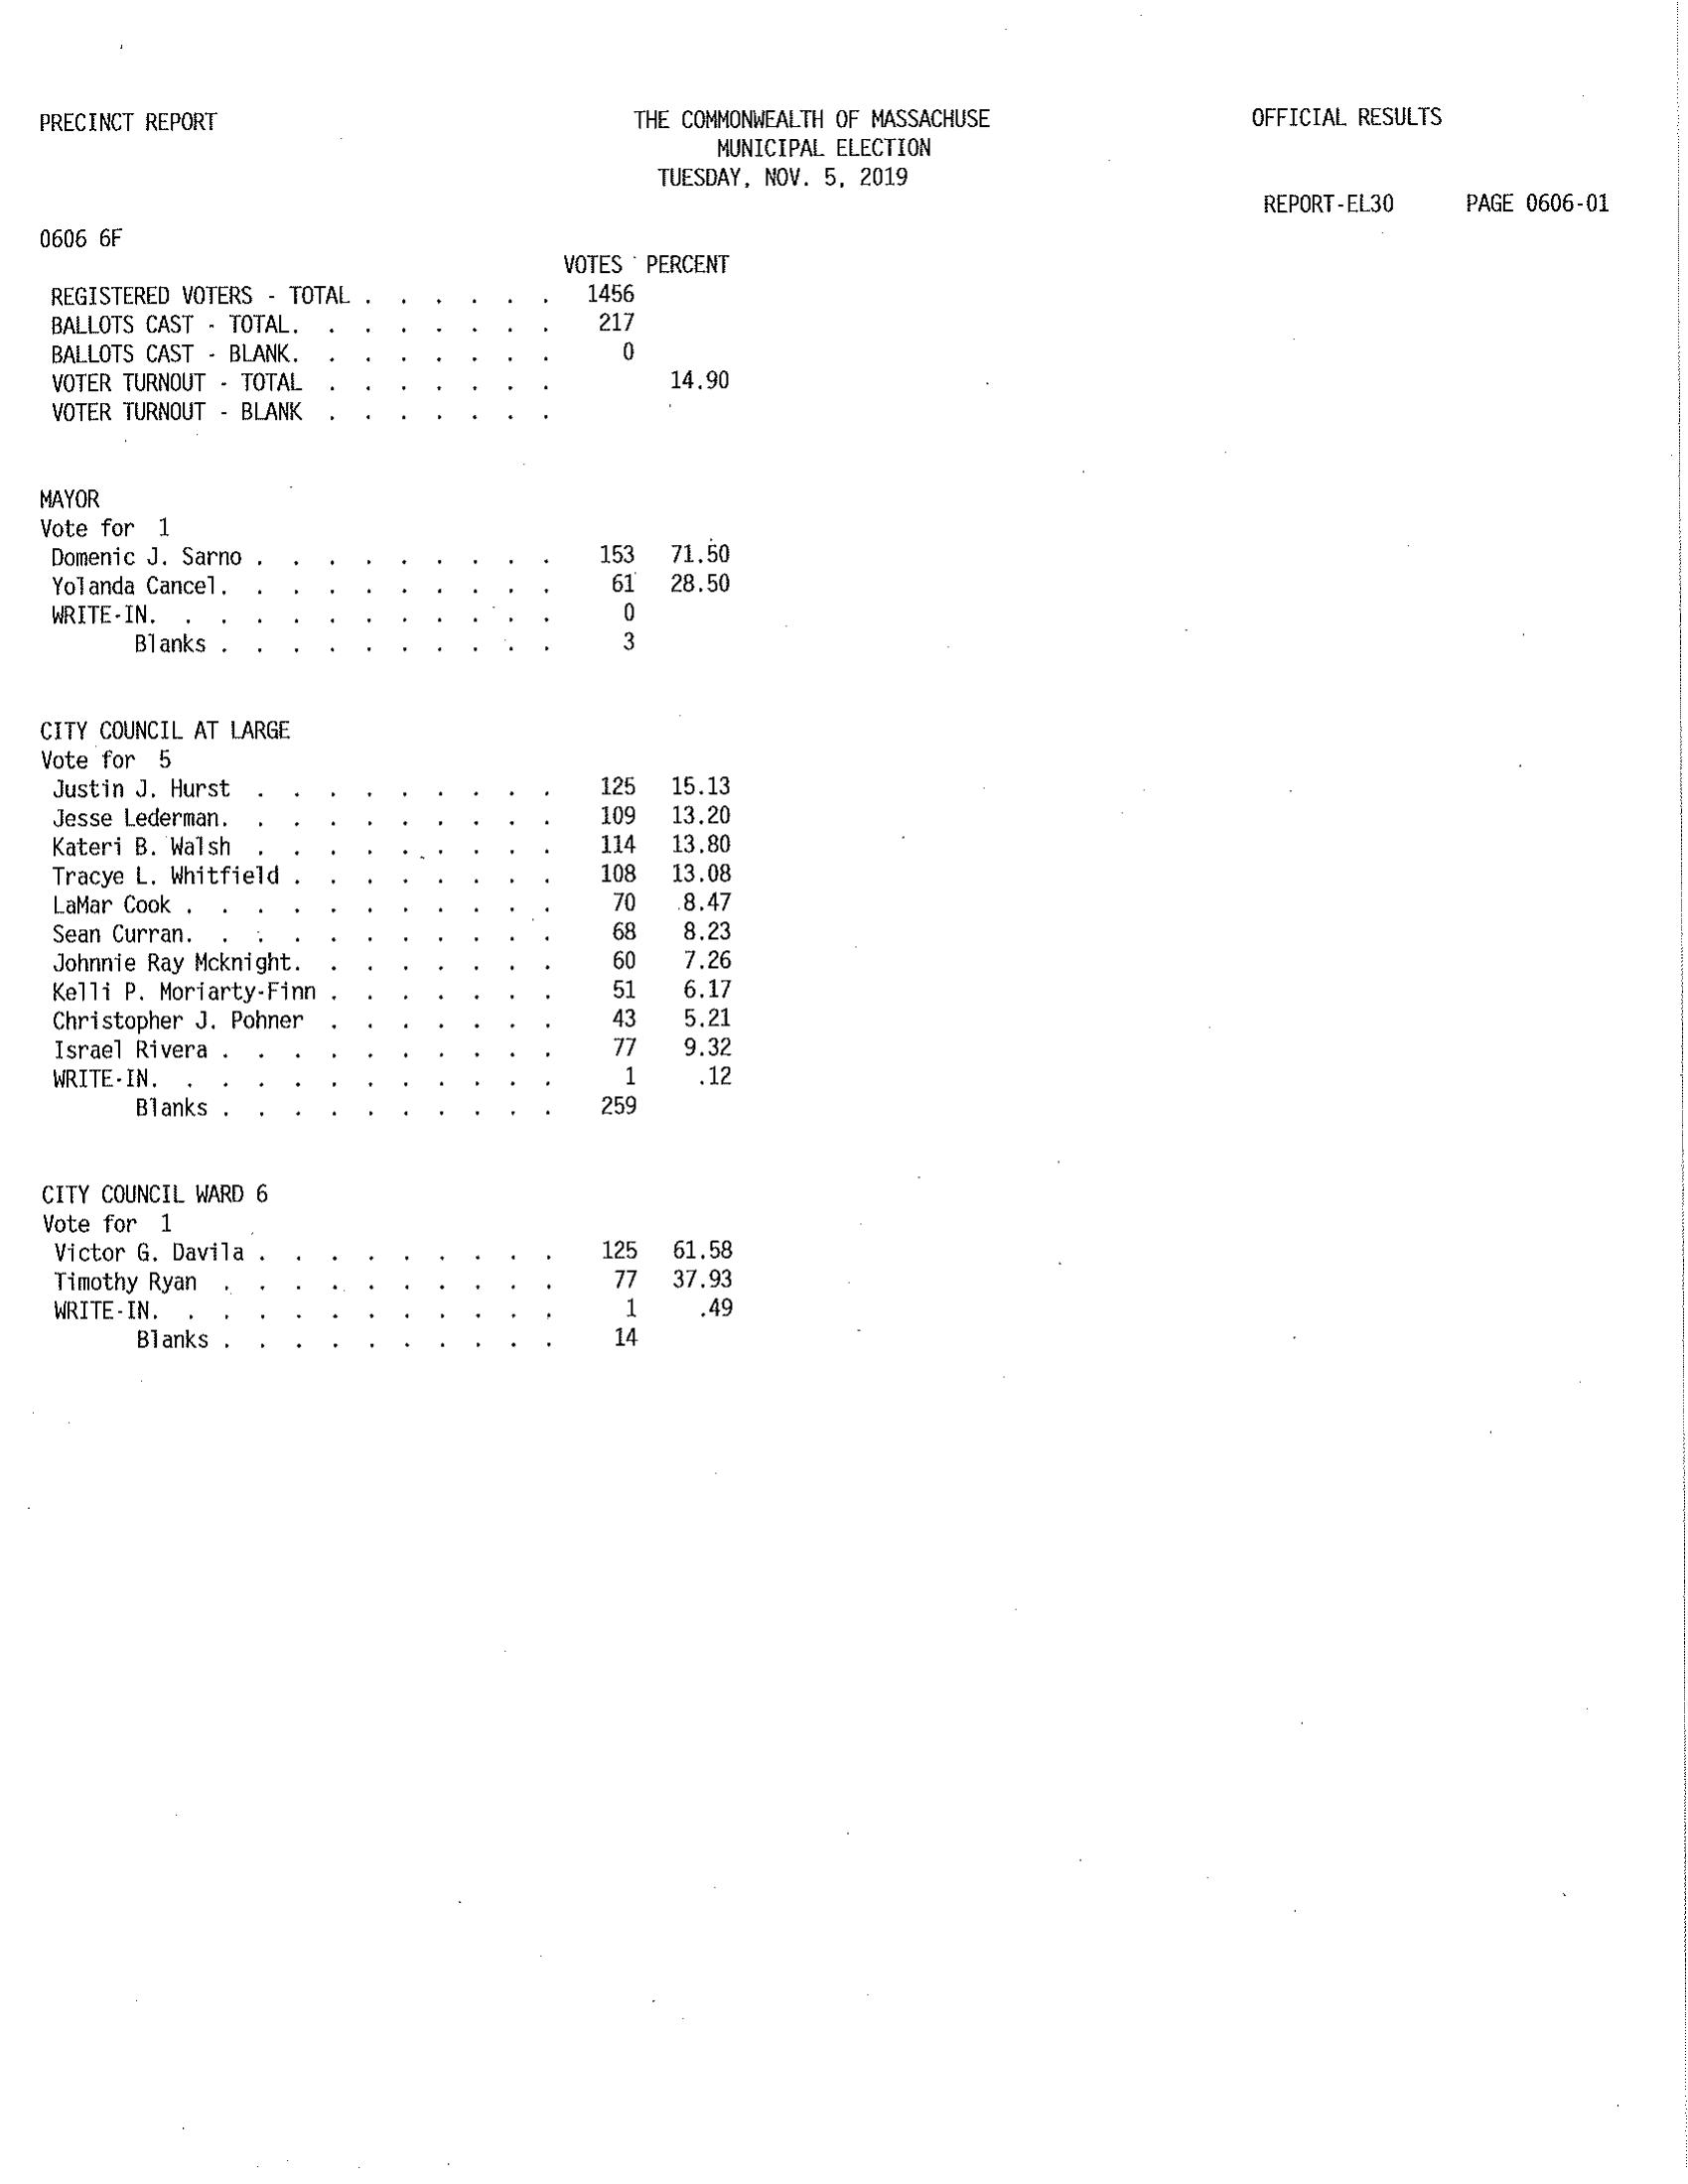 PRECINCT REPORT THE COMMONWEALTH OF MASSACHUSE OFFICIAL RESULTS
MUNICIPAL ELECTION
TUESDAY, NOV. 5, 2019
REPORT-EL30 PAGE 0606-01
0606 6F
VOTES PERCENT
REGISTERED VOTERS - TOTAL . . . . . . 1456
BALLOTS CAST - TOTAL. . . . . . . . 217
BALLOTS CAST - BLANK. . . . . . . . 0
VOTER TURNOUT - TOTAL . . . . . . . 14.90
VOTER TURNOUT - BLANK . . . . . . .
MAYOR
Vote for 1
Domenic J. Sarno . . . . . . . . . 153 71.50
Yolanda Cancel. . . . . . . . . . 61 28.50
WRITE-IN. . . . . . . . . . . . 0
Blanks . . . . . . . . . . 3
CITY COUNCIL AT LARGE
Vote for 5
Justin J. Hurst . . . . . . . . . 125 15.13
Jesse Lederman. . . . . . . . . . 109 13.20
Kateri B. Walsh . . . . . . . . . 114 13.80
Tracye L. Whitfield . . . . . . . . 108 13.08
LaMar Cook . . . . . . . . . . . 70 8.47
Sean Curran. . . . . . . . . . . 68 8.23
Johnnie Ray Mcknight. . . . . . . . 60 7.26
Kelli P. Moriarty-Finn . . . . . . . 51 6.17
Christopher J. Pohner . . . . . . . 43 5.21
Israel Rivera . . . . . . . . . . 77 9.32
WRITE-IN. . . . . . . . . . . . 1 .12
Blanks . . . . . . . . . . 259
CITY COUNCIL WARD 6
Vote for 1
Victor G. Davila . . . . . . . . . 125 61.58
Timothy Ryan . . . . . . . . . . 77 37.93
WRITE-IN. . . . . . . . . . . . 1 .49
Blanks . . . . . . . . . . 14